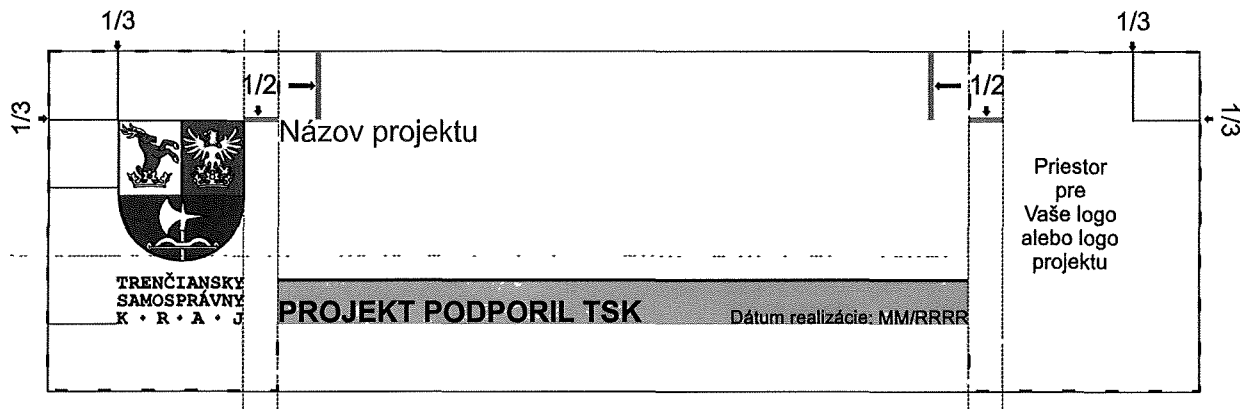 1/3
1/3
1/2
1/2
1/3
1/3
Názov projektu
Priestor
pre
Vaše logo
alebo logo
projektu
TRENČIANSKY
SAMOSPRÁVNY
K · R · A · J
PROJEKT PODPORIL TSK
Dátum realizácie: MM/RRRR